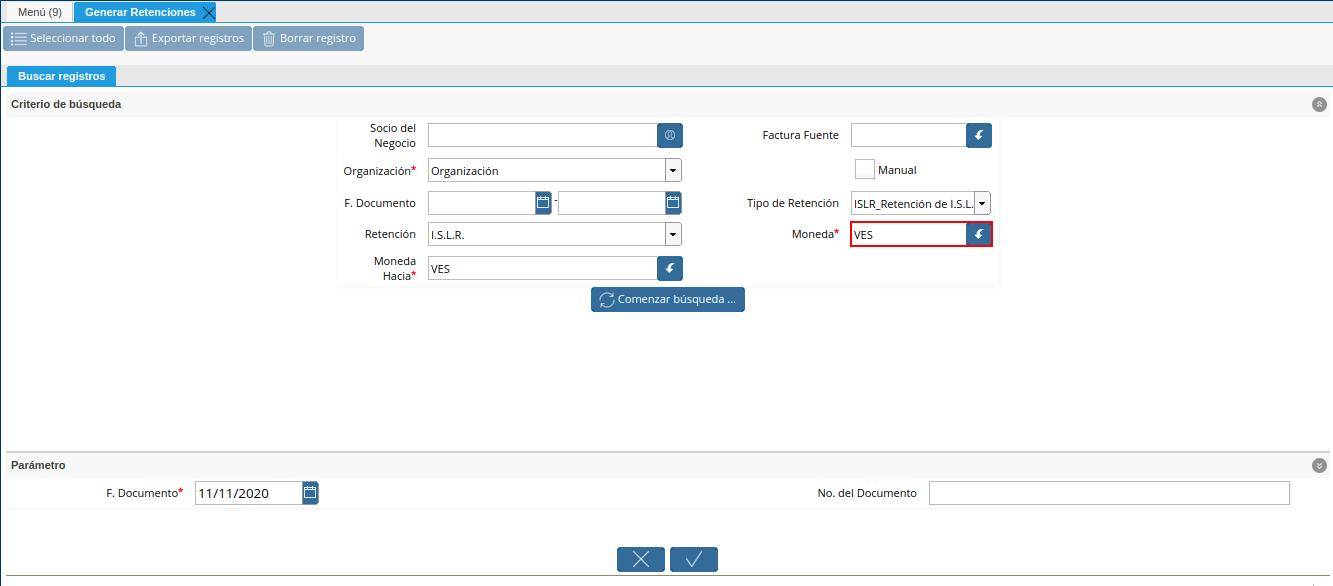 Menú (9)
Generar Retenciones
Seleccionar todo
Exportar registros
Borrar registro
Buscar registros
Criterio de búsqueda
Socio del
Negocio
Factura Fuente
Organización*
Organización
Manual
F. Documento
-
Tipo de Retención
ISLR_Retención de I.S.L.
Retención
I.S.L.R.
Moneda*
VES
Moneda
Hacia*
VES
Comenzar búsqueda ...
Parámetro
F. Documento*
11/11/2020
No. del Documento